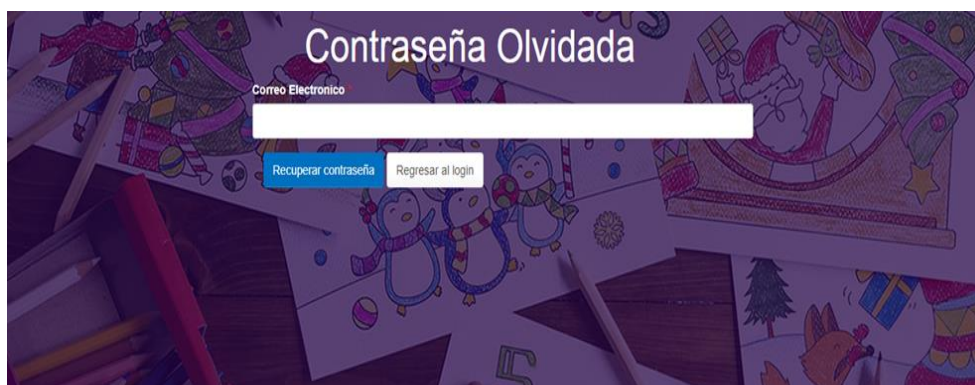 Contraseña Olvidada
Correo Electronico *
Recuperar contraseña
Regresar al login